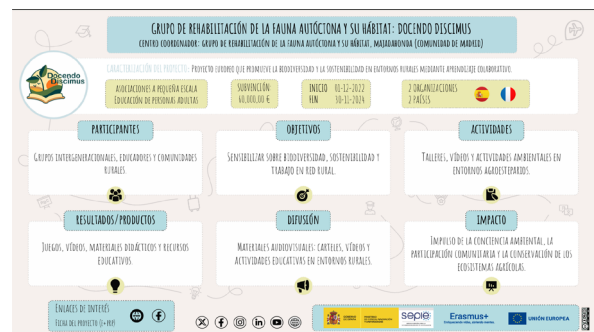 GRUPO DE REHABILITACIÓN DE LA FAUNA AUTÓCTONA Y SU HÁBITAT: DOCENDO DISCIMUS
CENTRO COORDINADOR: GRUPO DE REHABILITACIÓN DE LA FAUNA AUTÓCTONA Y SU HÁBITAT, MAJADAHONDA (COMUNIDAD DE MADRID)
Docendo
Discimus
CARACTERIZACIÓN DEL PROYECTO: PROYECTO EUROPEO QUE PROMUEVE LA BIODIVERSIDAD Y LA SOSTENIBILIDAD EN ENTORNOS RURALES MEDIANTE APRENDIZAJE COLABORATIVO.
ASOCIACIONES A PEQUEÑA ESCALA
EDUCACIÓN DE PERSONAS ADULTAS
SUBVENCIÓN:
60.000,00 €
INICIO 01-12-2022
FIN 30-11-2024
2 ORGANIZACIONES
2 PAÍSES
PARTICIPANTES
GRUPOS INTERGENERACIONALES, EDUCADORES Y COMUNIDADES
RURALES.
OBJETIVOS
SENSIBILIZAR SOBRE BIODIVERSIDAD, SOSTENIBILIDAD Y
TRABAJO EN RED RURAL.
ACTIVIDADES
TALLERES, VÍDEOS Y ACTIVIDADES AMBIENTALES EN
ENTORNOS AGROESTEPARIOS.
RESULTADOS/PRODUCTOS
JUEGOS, VÍDEOS, MATERIALES DIDÁCTICOS Y RECURSOS
EDUCATIVOS.
DIFUSIÓN
MATERIALES AUDIOVISUALES: CARTELES, VÍDEOS Y
ACTIVIDADES EDUCATIVAS EN ENTORNOS RURALES.
IMPACTO
IMPULSO DE LA CONCIENCIA AMBIENTAL, LA
PARTICIPACIÓN COMUNITARIA Y LA CONSERVACIÓN DE LOS
ECOSISTEMAS AGRÍCOLAS.
ENLACES DE INTERÉS
FICHA DEL PROYECTO (E+PRP)
sepie
Erasmus+
UNIÓN EUROPEA